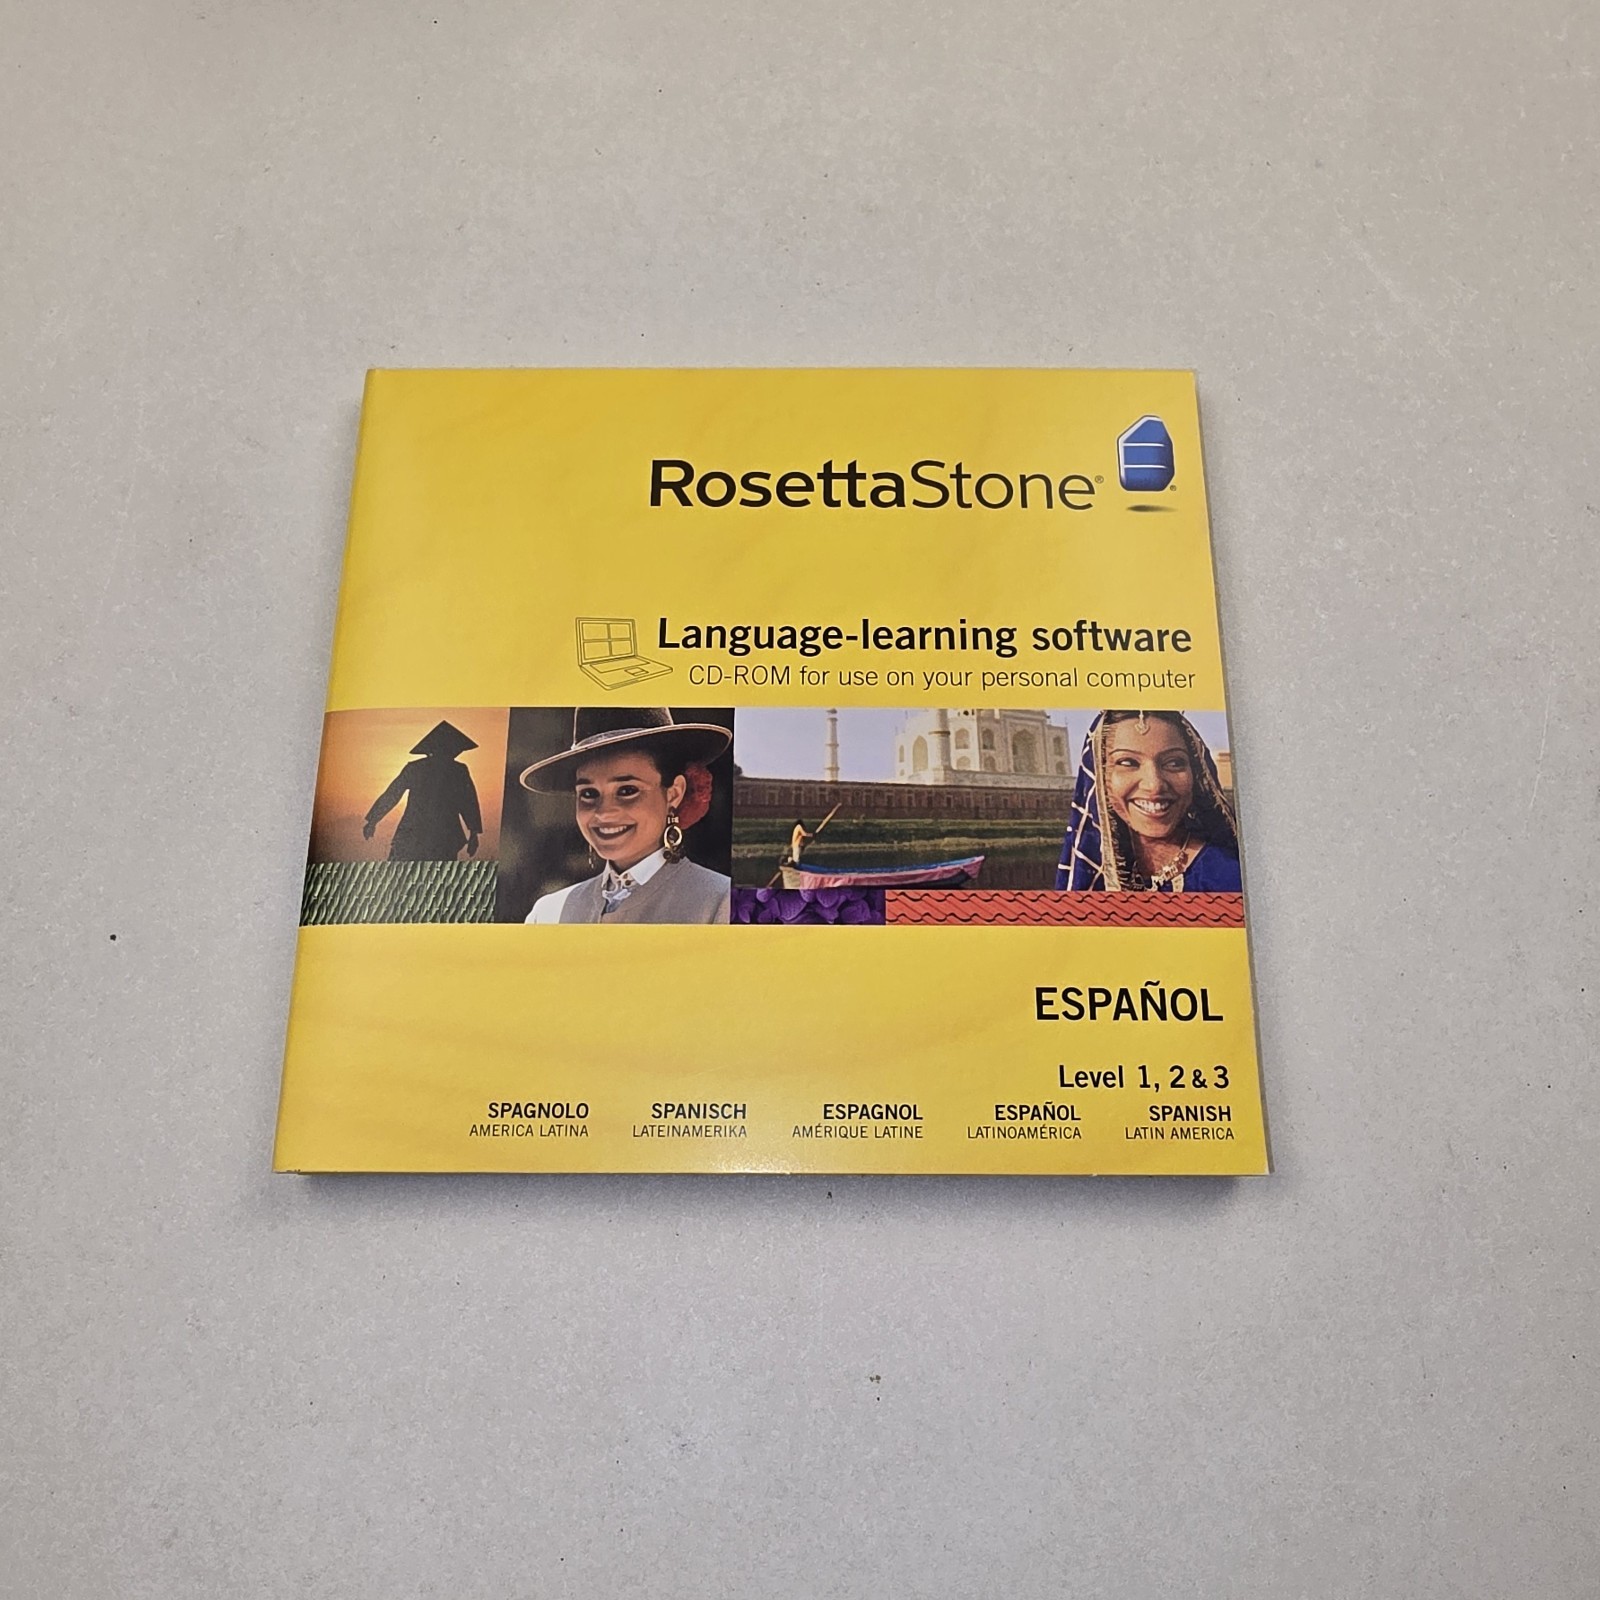 RosettaStone®
Language-learning software
CD-ROM for use on your personal computer
ESPAÑOL
Level 1, 2 & 3
SPAGNOLO SPANISCH ESPAGNOL ESPAÑOL SPANISH
AMERICA LATINA LATEINAMERIKA AMÉRIQUE LATINE LATINOAMÉRICA LATIN AMERICA